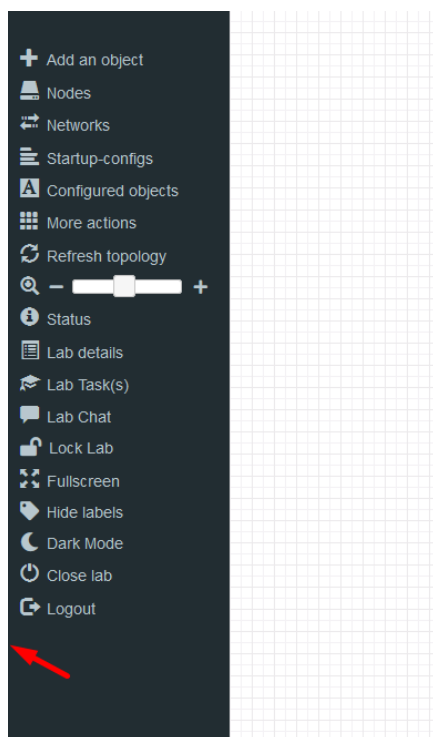 Add an object
Nodes
Networks
Startup-configs
Configured objects
More actions
Refresh topology
Status
Lab details
Lab Task(s)
Lab Chat
Lock Lab
Fullscreen
Hide labels
Dark Mode
Close lab
Logout